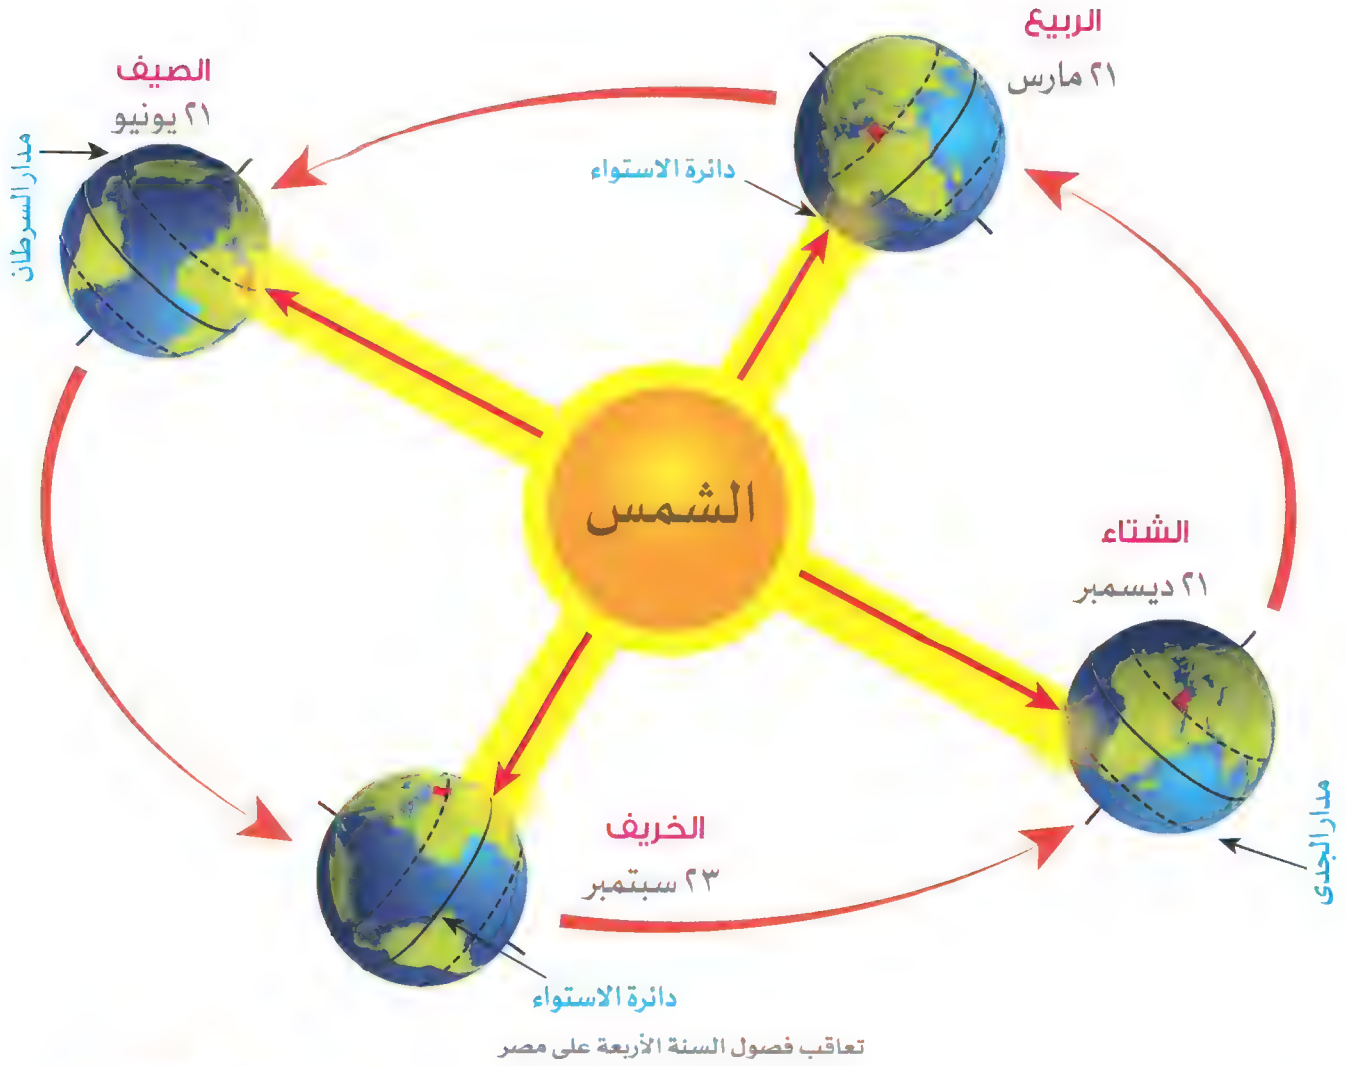 الربيع
٢١ مارس
الصيف
٢١ يونيو
مدار السرطان
دائرة الاستواء
الشمس
الشتاء
٢١ ديسمبر
مدار الجدى
الخريف
٢٣ سبتمبر
دائرة الاستواء
تعاقب فصول السنة الأربعة على مصر